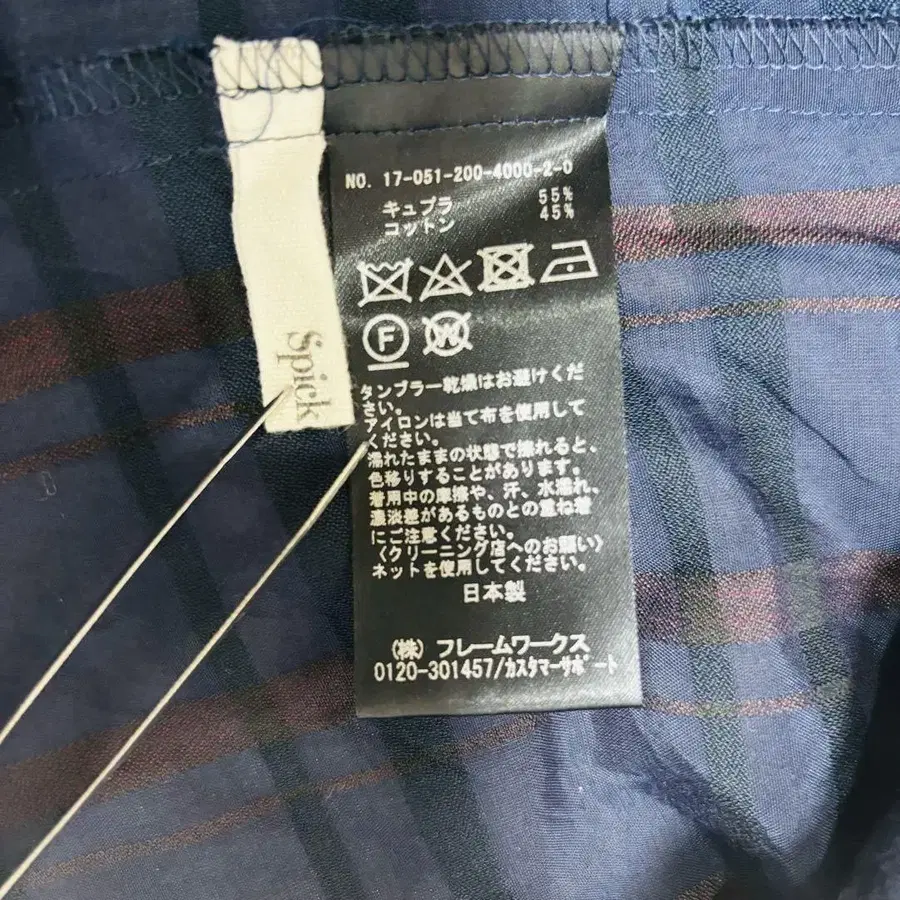 NO. 17-051-200-4000-2-0
キュプラ 55%
コットン 45%
F W
タンブラー乾燥はお避けくだ
さい。
アイロンは当て布を使用して
ください。
濡れたままの状態で擦れると、
色移りすることがあります。
着用中の摩擦や、汗、水濡れ、
濃淡差があるものとの重ね着
にご注意ください。
〈クリーニング店へのお願い〉
ネットを使用してください。
日本製
(株) フレームワークス
0120-301457/カスタマーサポート
Spick